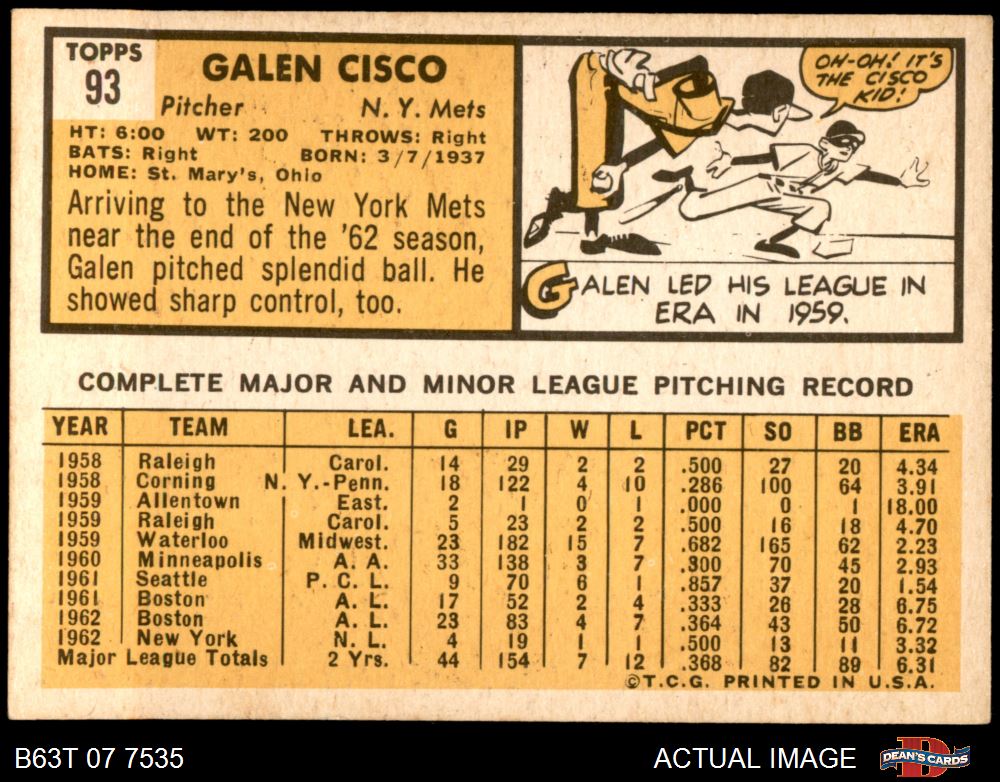 TOPPS
93
GALEN CISCO
Pitcher N. Y. Mets
HT: 6:00 WT: 200 THROWS: Right
BATS: Right BORN: 3/7/1937
HOME: St. Mary's, Ohio
Arriving to the New York Mets
near the end of the '62 season,
Galen pitched splendid ball. He
showed sharp control, too.
OH-OH! IT'S
THE CISCO
KID!
GALEN LED HIS LEAGUE IN
ERA IN 1959.
COMPLETE MAJOR AND MINOR LEAGUE PITCHING RECORD
YEAR TEAM LEA. G IP W L PCT SO BB ERA
1958 Raleigh Carol. 14 29 2 2 .500 27 20 4.34
1958 Corning N. Y.-Penn. 18 122 4 10 .286 100 64 3.91
1959 Allentown East. 2 1 0 1 .000 0 1 18.00
1959 Raleigh Carol. 5 23 2 2 .500 16 18 4.70
1959 Waterloo Midwest. 23 182 15 7 .682 165 62 2.23
1960 Minneapolis A. A. 33 138 3 7 .300 70 45 2.93
1961 Seattle P. C. L. 9 70 6 1 .857 37 20 1.54
1961 Boston A. L. 17 52 2 4 .333 26 28 6.75
1962 Boston A. L. 23 83 4 7 .364 43 50 6.72
1962 New York N. L. 4 19 1 1 .500 13 11 3.32
Major League Totals 2 Yrs. 44 154 7 12 .368 82 89 6.31
©T.C.G. PRINTED IN U.S.A.
B63T 07 7535 ACTUAL IMAGE DEAN'S CARDS